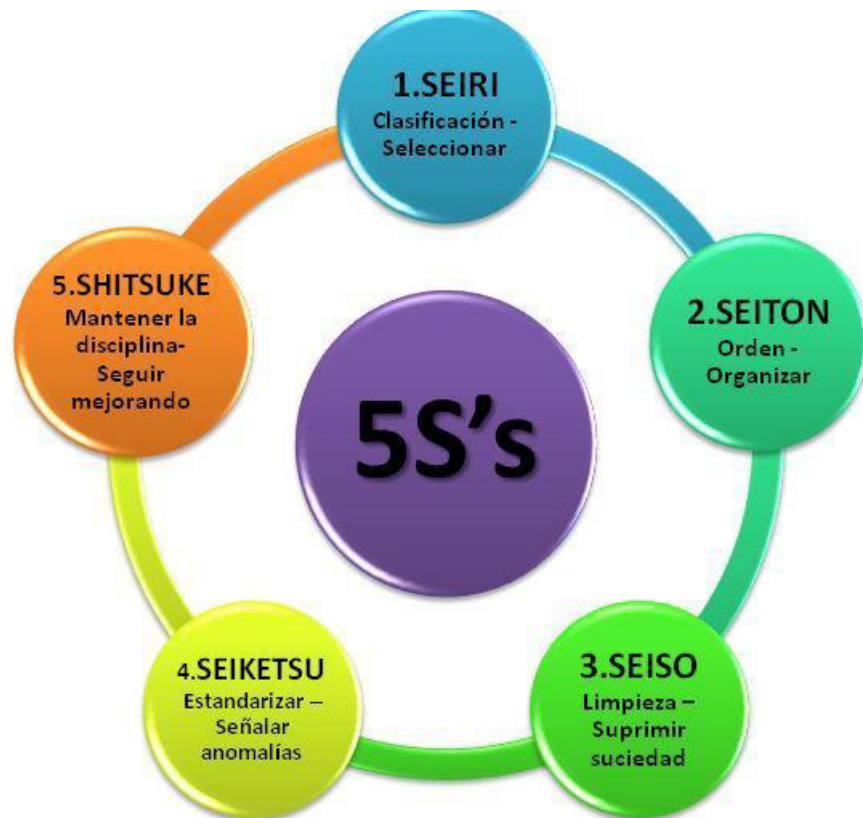 1.SEIRI
Clasificación -
Seleccionar
2.SEITON
Orden -
Organizar
3.SEISO
Limpieza –
Suprimir
suciedad
4.SEIKETSU
Estandarizar –
Señalar
anomalías
5.SHITSUKE
Mantener la
disciplina-
Seguir
mejorando
5S’s